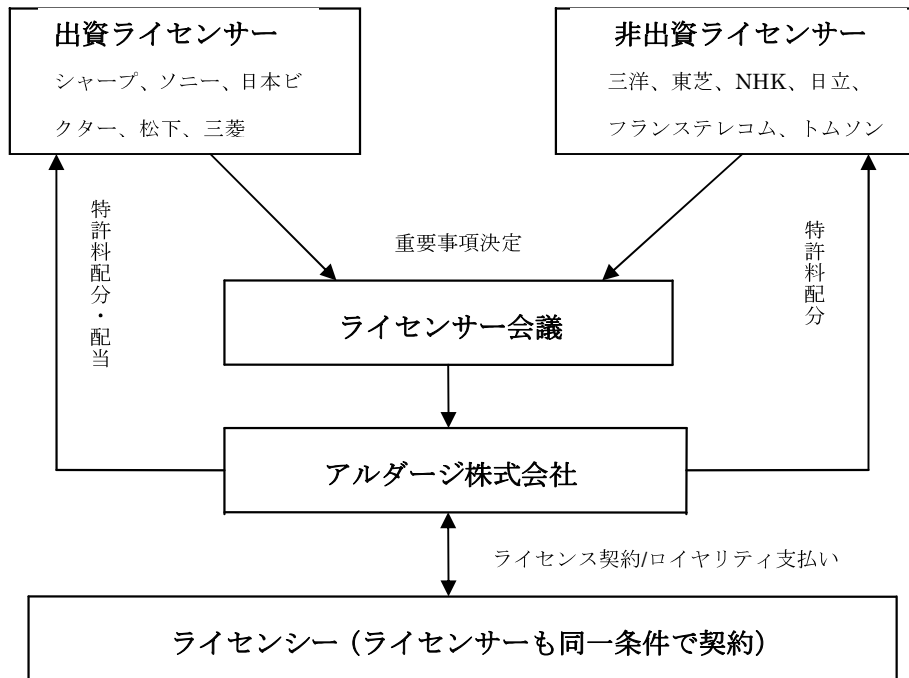 出資ライセンサー
シャープ、ソニー、日本ビ
クター、松下、三菱
非出資ライセンサー
三洋、東芝、NHK、日立、
フランステレコム、トムソン
特許料配分・配当
重要事項決定
特許料配分
ライセンサー会議
アルダージ株式会社
ライセンス契約/ロイヤリティ支払い
ライセンシー（ライセンサーも同一条件で契約）